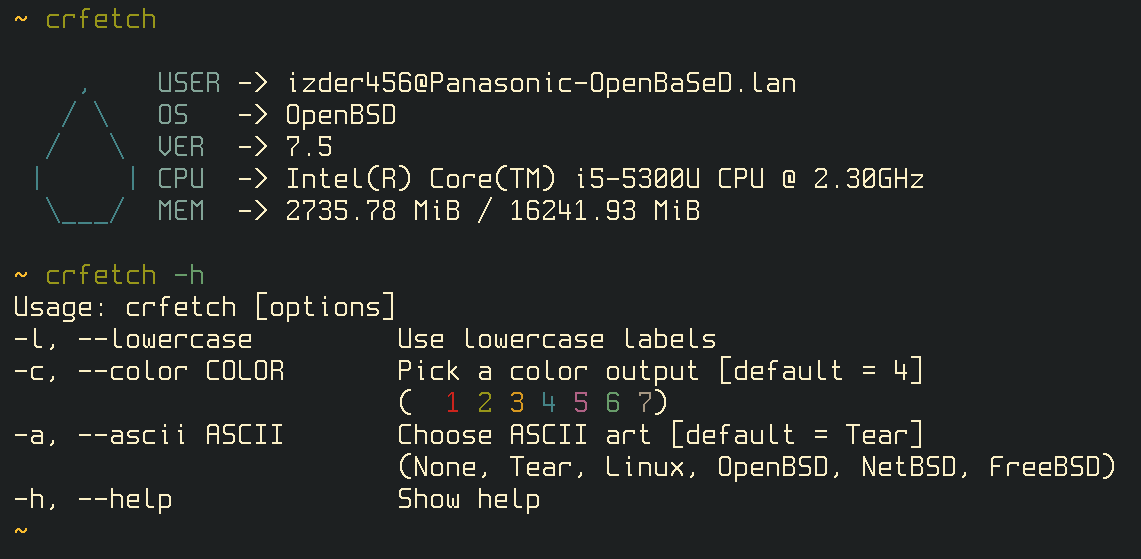 ~ crfetch
    ,    USER -> izder456@Panasonic-OpenBaSeD.lan
   / \   OS   -> OpenBSD
  /   \  VER  -> 7.5
 |     | CPU  -> Intel(R) Core(TM) i5-5300U CPU @ 2.30GHz
  \___/  MEM  -> 2735.78 MiB / 16241.93 MiB
~ crfetch -h
Usage: crfetch [options]
-l, --lowercase         Use lowercase labels
-c, --color COLOR       Pick a color output [default = 4]
                        (  1 2 3 4 5 6 7)
-a, --ascii ASCII       Choose ASCII art [default = Tear]
                        (None, Tear, Linux, OpenBSD, NetBSD, FreeBSD)
-h, --help              Show help
~